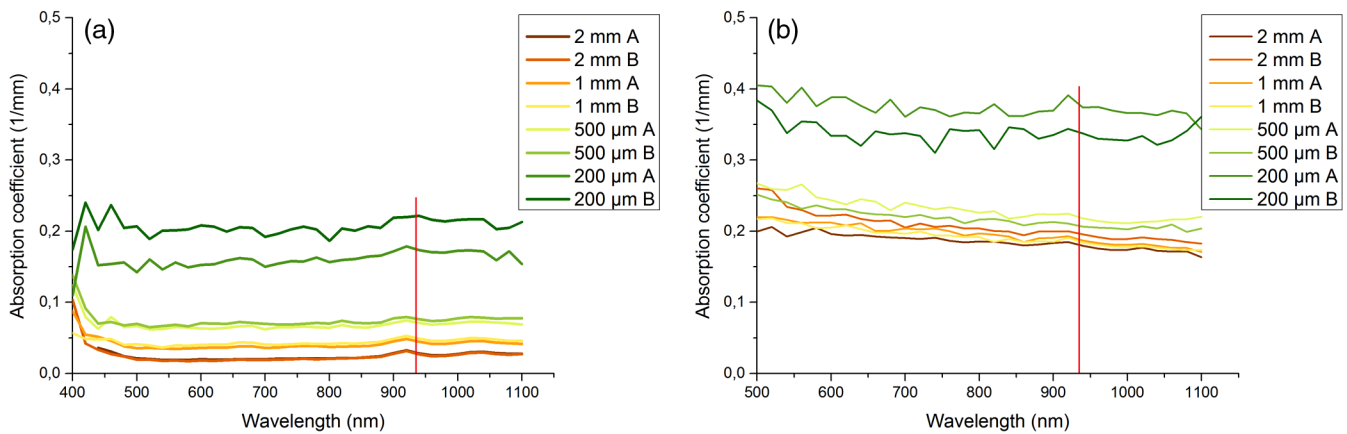 (a)
0,5
0,4
0,3
0,2
0,1
0,0
Absorption coefficient (1/mm)
400 500 600 700 800 900 1000 1100
Wavelength (nm)
2 mm A
2 mm B
1 mm A
1 mm B
500 µm A
500 µm B
200 µm A
200 µm B
(b)
0,5
0,4
0,3
0,2
0,1
0,0
Absorption coefficient (1/mm)
500 600 700 800 900 1000 1100
Wavelength (nm)
2 mm A
2 mm B
1 mm A
1 mm B
500 µm A
500 µm B
200 µm A
200 µm B